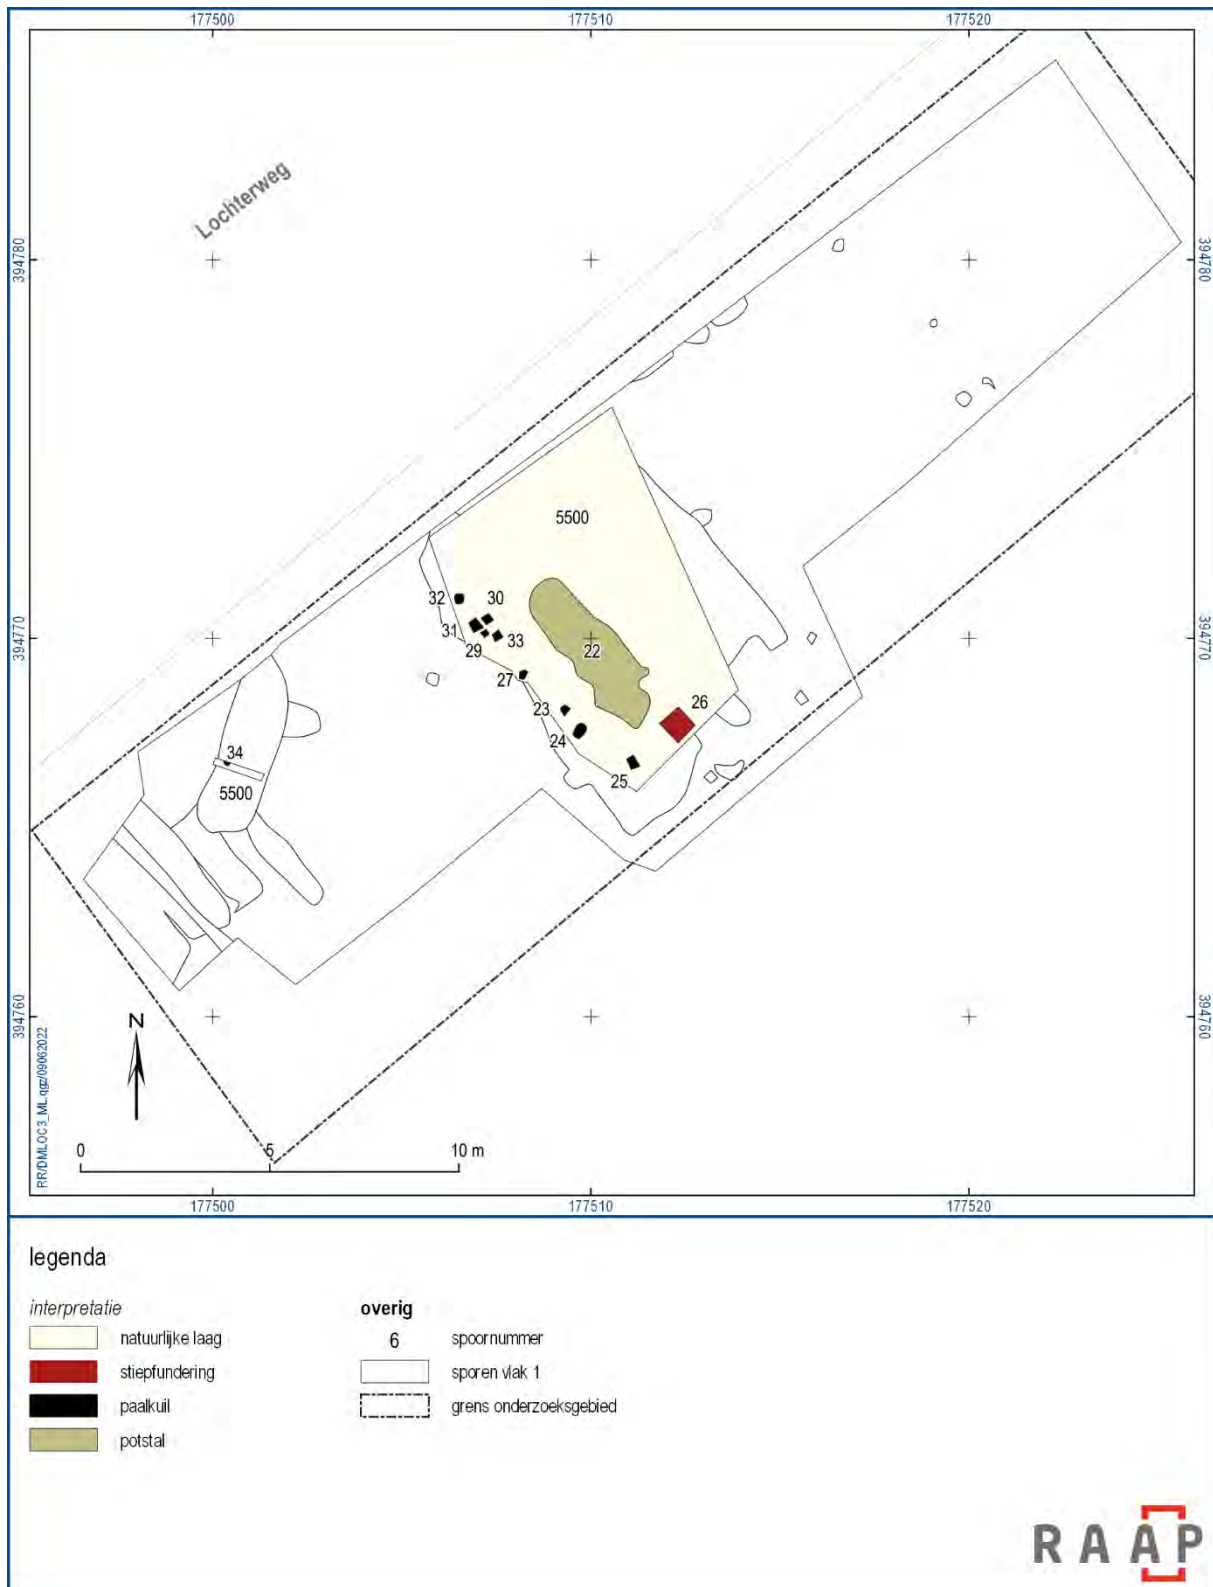 177500 177510 177520
Lochterweg
394780 394780
5500
32 30
31 33
29
27
22
394770 394770
23
26
24
25
34
5500
394760 394760
N
RR/DMLOC3_ML.qgz/09062022
0 5 10 m
177500 177510 177520
legenda
interpretatie
natuurlijke laag
stiepfundering
paalkuil
potstal
overig
6 spoornummer
sporen vlak 1
grens onderzoeksgebied
RAAP